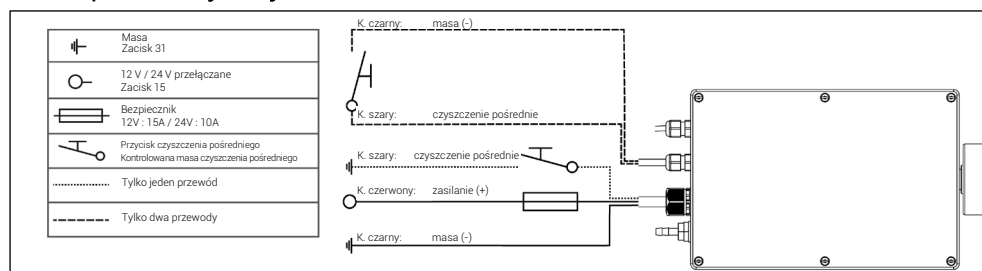 Masa
Zacisk 31
12 V / 24 V przełączane
Zacisk 15
Bezpiecznik
12V : 15A / 24V : 10A
Przycisk czyszczenia pośredniego
Kontrolowana masa czyszczenia pośredniego
Tylko jeden przewód
Tylko dwa przewody
K. czarny: masa (-)
K. szary: czyszczenie pośrednie
K. szary: czyszczenie pośrednie
K. czerwony: zasilanie (+)
K. czarny: masa (-)